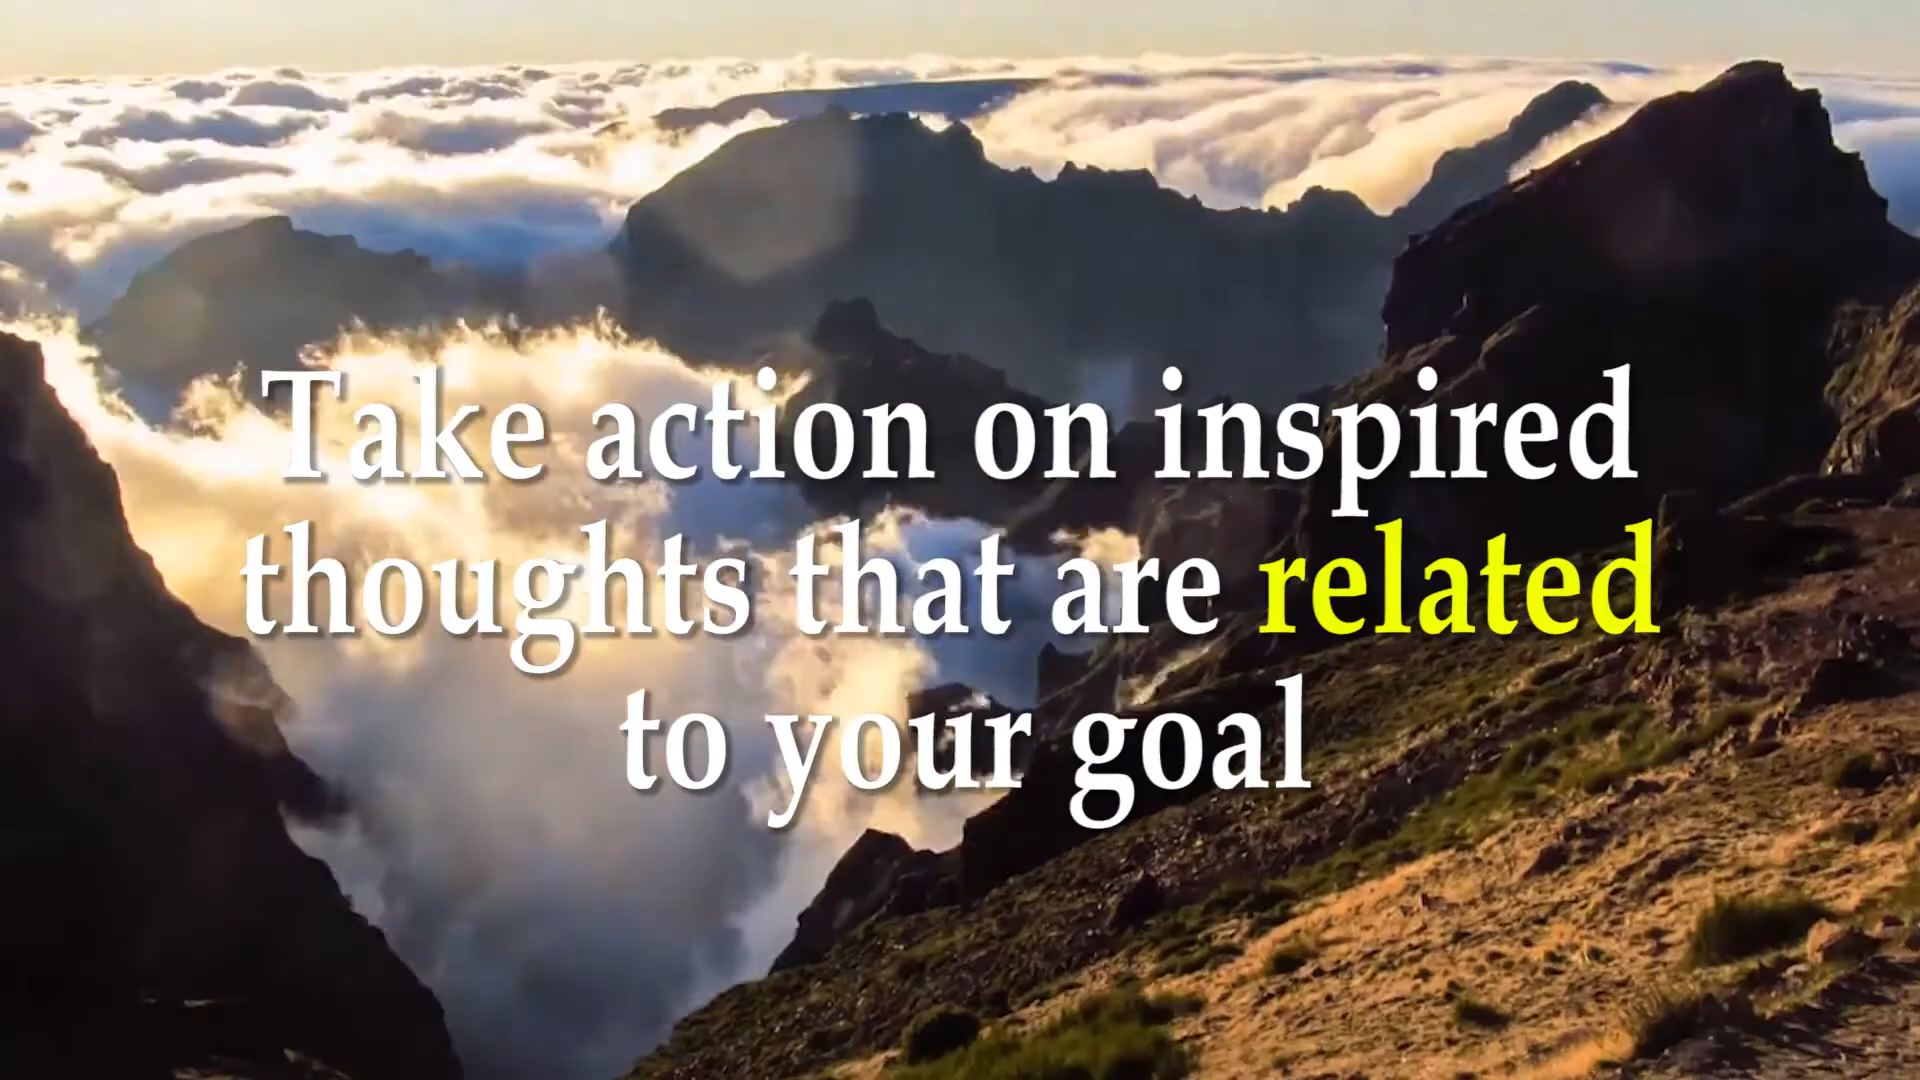 Take action on inspired
thoughts that are related
to your goal